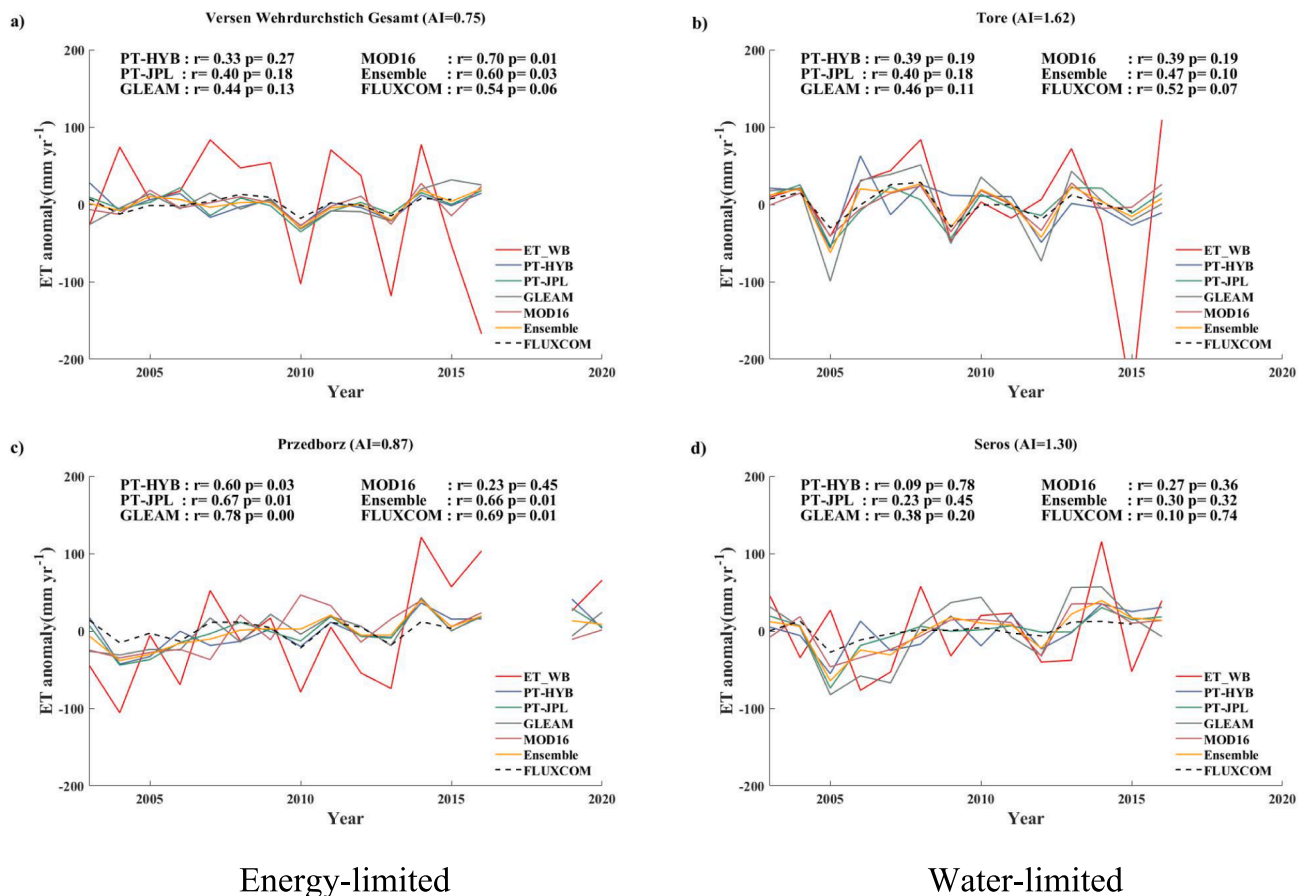 a)
Versen Wehrdurchstich Gesamt (AI=0.75)
PT-HYB : r= 0.33 p= 0.27 MOD16 : r= 0.70 p= 0.01
PT-JPL : r= 0.40 p= 0.18 Ensemble : r= 0.60 p= 0.03
GLEAM : r= 0.44 p= 0.13 FLUXCOM : r= 0.54 p= 0.06
200
100
0
-100
-200
ET anomaly(mm yr-1)
ET_WB
PT-HYB
PT-JPL
GLEAM
MOD16
Ensemble
FLUXCOM
2005 2010 2015 2020
Year
b)
Tore (AI=1.62)
PT-HYB : r= 0.39 p= 0.19 MOD16 : r= 0.39 p= 0.19
PT-JPL : r= 0.40 p= 0.18 Ensemble : r= 0.47 p= 0.10
GLEAM : r= 0.46 p= 0.11 FLUXCOM : r= 0.52 p= 0.07
200
100
0
-100
-200
ET anomaly(mm yr-1)
ET_WB
PT-HYB
PT-JPL
GLEAM
MOD16
Ensemble
FLUXCOM
2005 2010 2015 2020
Year
c)
Przedborz (AI=0.87)
PT-HYB : r= 0.60 p= 0.03 MOD16 : r= 0.23 p= 0.45
PT-JPL : r= 0.67 p= 0.01 Ensemble : r= 0.66 p= 0.01
GLEAM : r= 0.78 p= 0.00 FLUXCOM : r= 0.69 p= 0.01
200
100
0
-100
-200
ET anomaly(mm yr-1)
ET_WB
PT-HYB
PT-JPL
GLEAM
MOD16
Ensemble
FLUXCOM
2005 2010 2015 2020
Year
d)
Seros (AI=1.30)
PT-HYB : r= 0.09 p= 0.78 MOD16 : r= 0.27 p= 0.36
PT-JPL : r= 0.23 p= 0.45 Ensemble : r= 0.30 p= 0.32
GLEAM : r= 0.38 p= 0.20 FLUXCOM : r= 0.10 p= 0.74
200
100
0
-100
-200
ET anomaly(mm yr-1)
ET_WB
PT-HYB
PT-JPL
GLEAM
MOD16
Ensemble
FLUXCOM
2005 2010 2015 2020
Year
Energy-limited
Water-limited